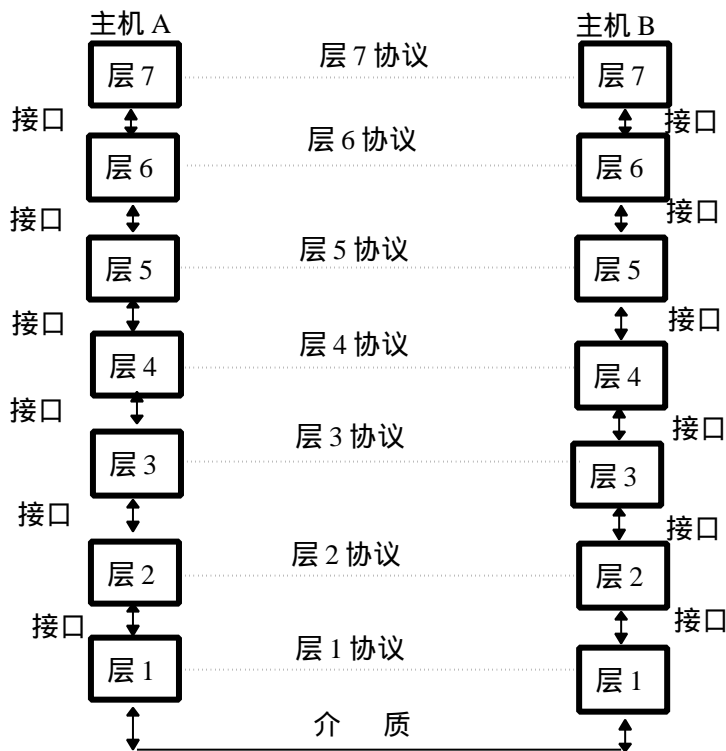 主机 A 主机 B
层 7 层 7 协议 层 7
接口 接口
层 6 层 6 协议 层 6
接口 接口
层 5 层 5 协议 层 5
接口 接口
层 4 层 4 协议 层 4
接口 接口
层 3 层 3 协议 层 3
接口 接口
层 2 层 2 协议 层 2
接口 接口
层 1 层 1 协议 层 1
介 质